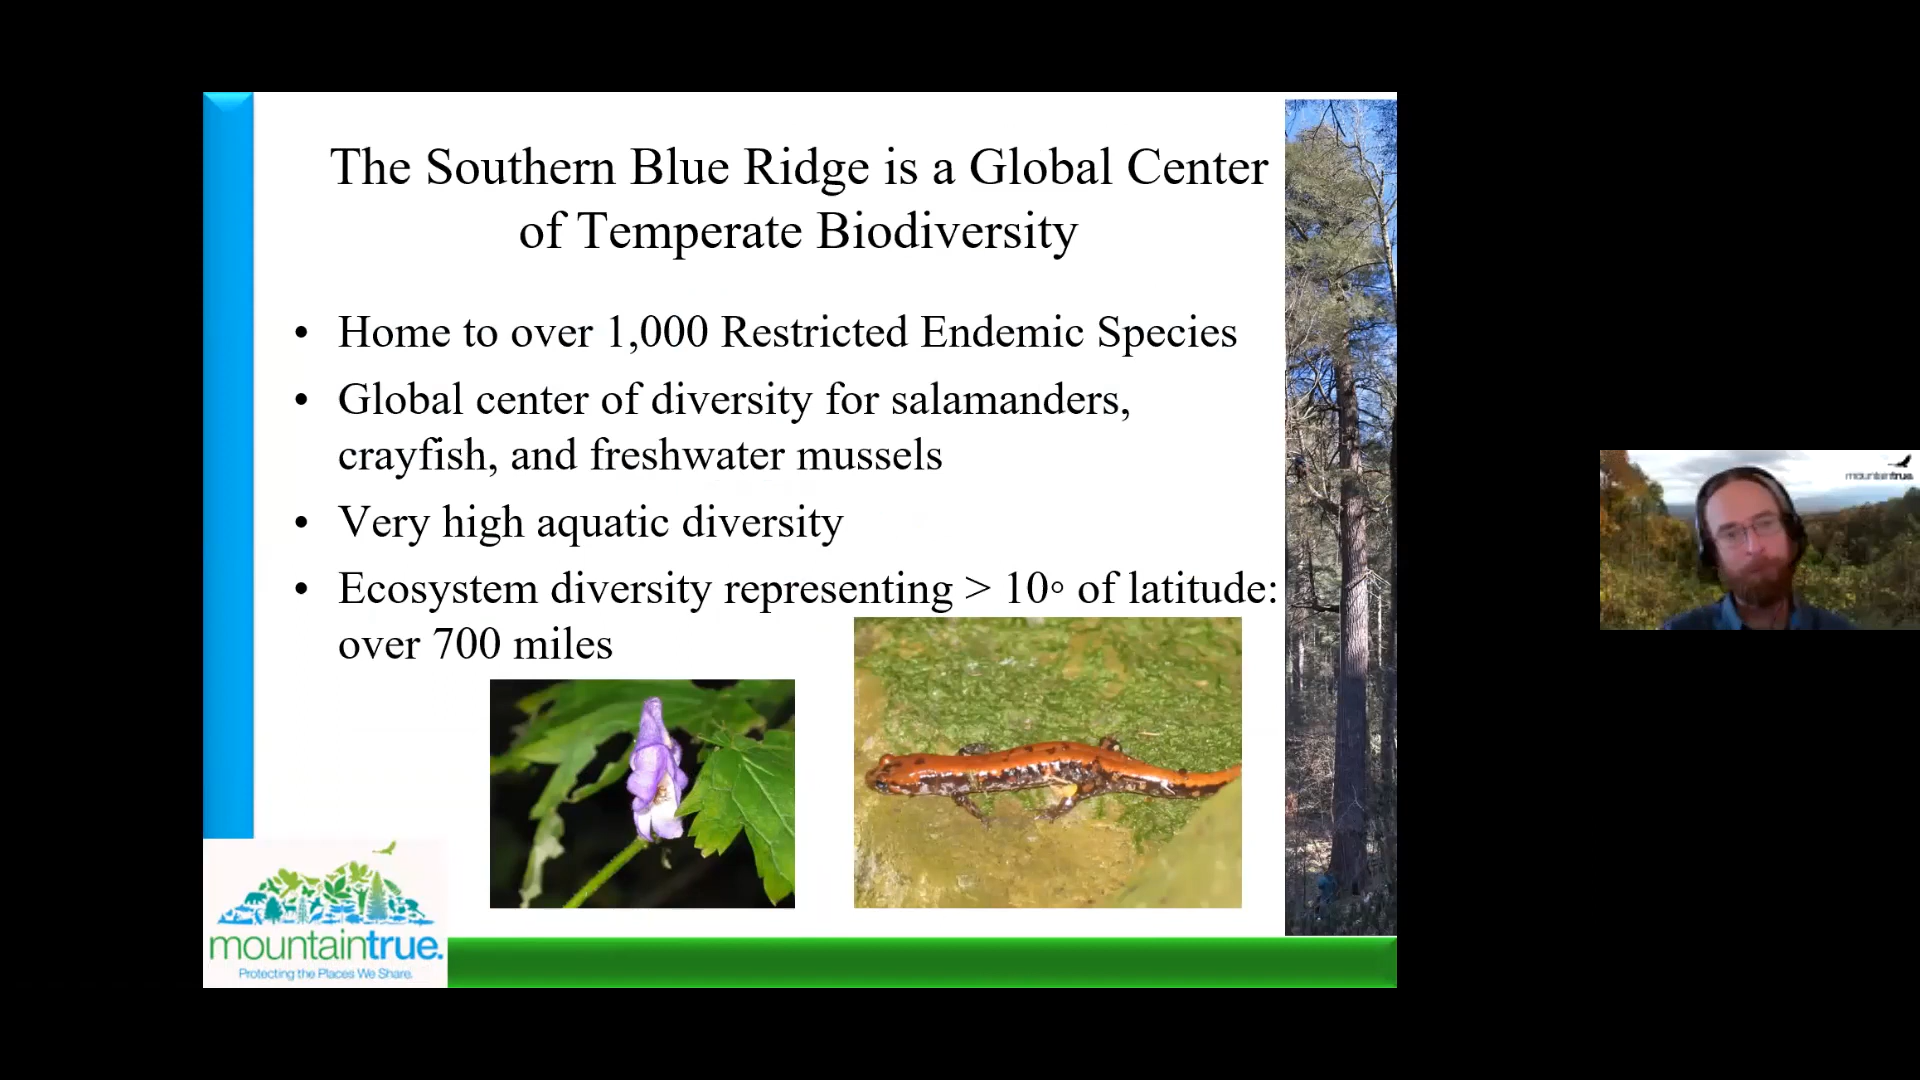 The Southern Blue Ridge is a Global Center
of Temperate Biodiversity
• Home to over 1,000 Restricted Endemic Species
• Global center of diversity for salamanders,
crayfish, and freshwater mussels
• Very high aquatic diversity
• Ecosystem diversity representing > 10◦ of latitude:
over 700 miles
mountaintrue.
Protecting the Places We Share.
mountaintrue